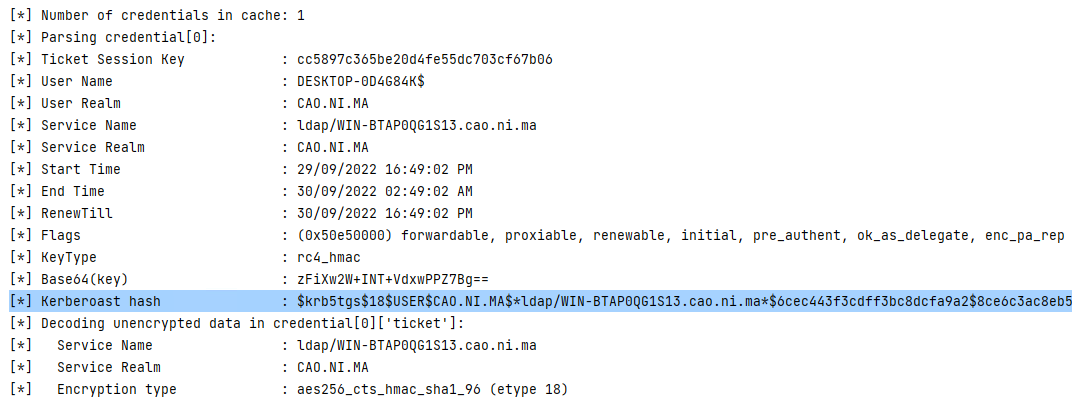 [*] Number of credentials in cache: 1
[*] Parsing credential[0]:
[*] Ticket Session Key            : cc5897c365be20d4fe55dc703cf67b06
[*] User Name                     : DESKTOP-0D4G84K$
[*] User Realm                    : CAO.NI.MA
[*] Service Name                  : ldap/WIN-BTAP0QG1S13.cao.ni.ma
[*] Service Realm                 : CAO.NI.MA
[*] Start Time                    : 29/09/2022 16:49:02 PM
[*] End Time                      : 30/09/2022 02:49:02 AM
[*] RenewTill                     : 30/09/2022 16:49:02 PM
[*] Flags                         : (0x50e50000) forwardable, proxiable, renewable, initial, pre_authent, ok_as_delegate, enc_pa_rep
[*] KeyType                       : rc4_hmac
[*] Base64(key)                   : zFiXw2W+INT+VdxwPPZ7Bg==
[*] Kerberoast hash               : $krb5tgs$18$USER$CAO.NI.MA$*ldap/WIN-BTAP0QG1S13.cao.ni.ma*$6cec443f3cdff3bc8dcfa9a2$8ce6c3ac8eb5
[*] Decoding unencrypted data in credential[0]['ticket']:
[*]   Service Name                : ldap/WIN-BTAP0QG1S13.cao.ni.ma
[*]   Service Realm               : CAO.NI.MA
[*]   Encryption type             : aes256_cts_hmac_sha1_96 (etype 18)